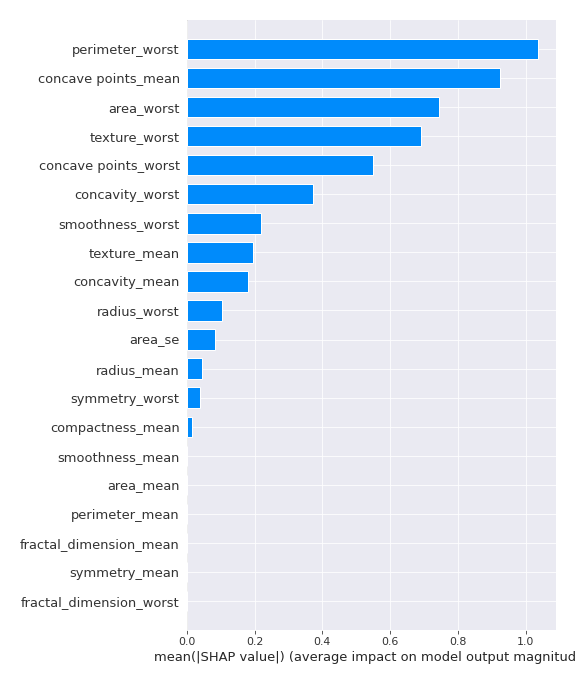 perimeter_worst
concave points_mean
area_worst
texture_worst
concave points_worst
concavity_worst
smoothness_worst
texture_mean
concavity_mean
radius_worst
area_se
radius_mean
symmetry_worst
compactness_mean
smoothness_mean
area_mean
perimeter_mean
fractal_dimension_mean
symmetry_mean
fractal_dimension_worst
0.0 0.2 0.4 0.6 0.8 1.0
mean(|SHAP value|) (average impact on model output magnitud